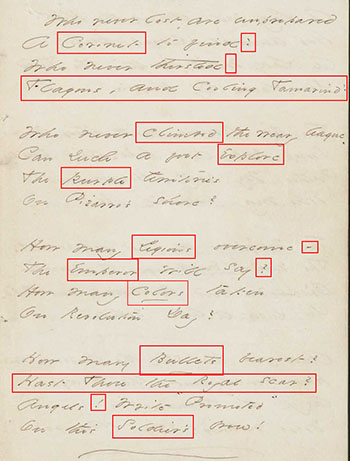 Who never lost are unprepared
A Coronet to find!
Who never thirsted
Flagons, and Cooling Tamarind!
Who never Climbed the weary league
Can such a foot Explore
The Purple territories
On Pizarro's shore?
How many Legions overcome -
The Emperor will say?
How many Colors taken
On Revolution Day?
How many Bullets bearest?
Hast Thou the Royal scar?
Angels! Write "Promoted"
On this Soldier's brow!